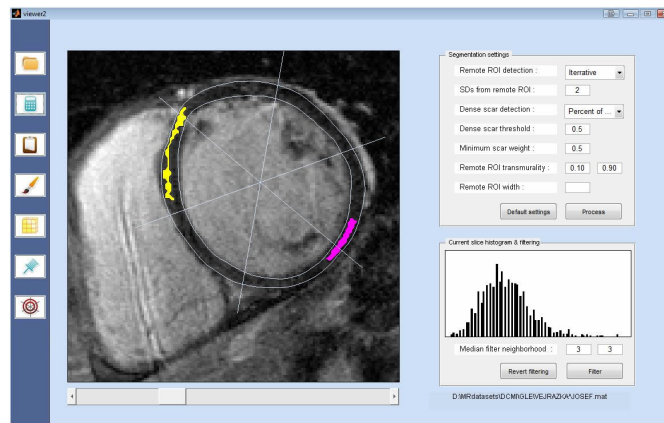 viewer2
Segmentation settings
Remote ROI detection : Iterrative
SDs from remote ROI : 2
Dense scar detection : Percent of ...
Dense scar threshold : 0.5
Minimum scar weight : 0.5
Remote ROI transmurality : 0.10 0.90
Remote ROI width :
Default settings Process
Current slice histogram & filtering
Median filter neighborhood : 3 3
Revert filtering Filter
D:\MRdatasets\DCM\GLE\VEJRAZKA^JOSEF.mat